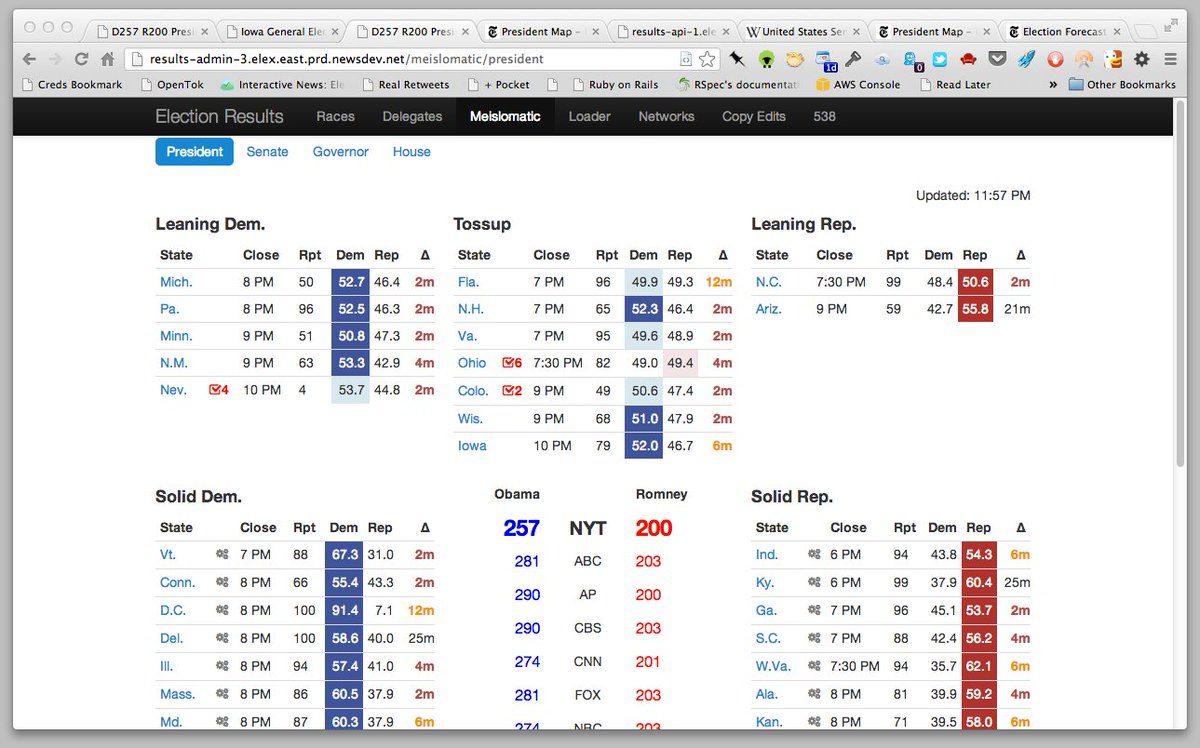 D257 R200 Pres
Iowa General Ele
D257 R200 Pres
President Map -
results-api-1.ele
United States Sen
President Map -
Election Forecast
results-admin-3.elex.east.prd.newsdev.net/meislomatic/president
Creds Bookmark OpenTok Interactive News: Ele Real Retweets + Pocket Ruby on Rails RSpec's documentat AWS Console Read Later » Other Bookmarks
Election Results Races Delegates Meislomatic Loader Networks Copy Edits 538
President Senate Governor House
Updated: 11:57 PM
Leaning Dem.
State Close Rpt Dem Rep Δ
Mich. 8 PM 50 52.7 46.4 2m
Pa. 8 PM 96 52.5 46.3 2m
Minn. 9 PM 51 50.8 47.3 2m
N.M. 9 PM 63 53.3 42.9 4m
Nev. 4 10 PM 4 53.7 44.8 2m
Tossup
State Close Rpt Dem Rep Δ
Fla. 7 PM 96 49.9 49.3 12m
N.H. 7 PM 65 52.3 46.4 2m
Va. 7 PM 95 49.6 48.9 2m
Ohio 6 7:30 PM 82 49.0 49.4 4m
Colo. 2 9 PM 49 50.6 47.4 2m
Wis. 9 PM 68 51.0 47.9 2m
Iowa 10 PM 79 52.0 46.7 6m
Leaning Rep.
State Close Rpt Dem Rep Δ
N.C. 7:30 PM 99 48.4 50.6 2m
Ariz. 9 PM 59 42.7 55.8 21m
Solid Dem.
State Close Rpt Dem Rep Δ
Vt. 7 PM 88 67.3 31.0 2m
Conn. 8 PM 66 55.4 43.3 2m
D.C. 8 PM 100 91.4 7.1 12m
Del. 8 PM 100 58.6 40.0 25m
Ill. 8 PM 94 57.4 41.0 4m
Mass. 8 PM 86 60.5 37.9 2m
Md. 8 PM 87 60.3 37.9 6m
Obama Romney
257 NYT 200
281 ABC 203
290 AP 200
290 CBS 203
274 CNN 201
281 FOX 203
274 NBC 203
Solid Rep.
State Close Rpt Dem Rep Δ
Ind. 6 PM 94 43.8 54.3 6m
Ky. 6 PM 99 37.9 60.4 25m
Ga. 7 PM 96 45.1 53.7 2m
S.C. 7 PM 88 42.4 56.2 4m
W.Va. 7:30 PM 94 35.7 62.1 6m
Ala. 8 PM 81 39.9 59.2 4m
Kan. 8 PM 71 39.5 58.0 6m